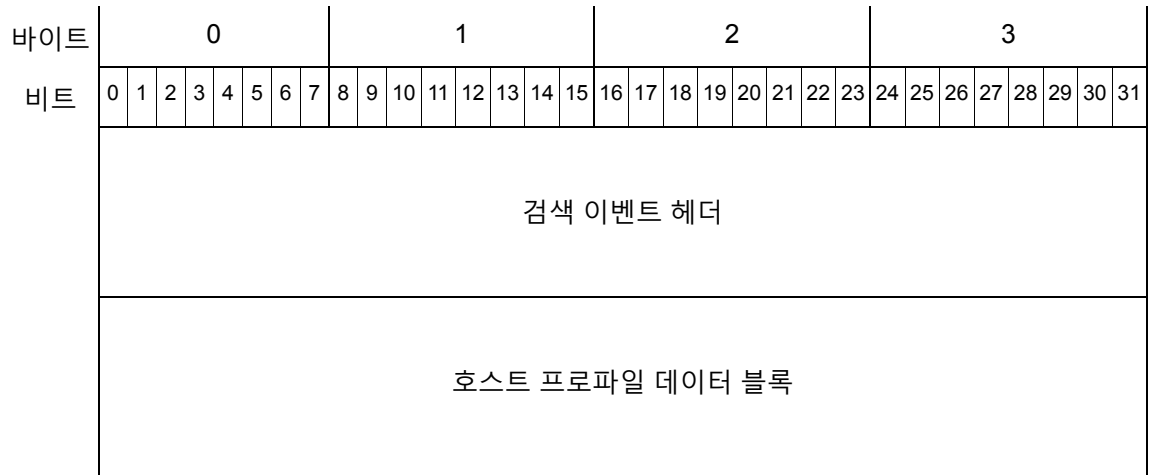 바이트 0 1 2 3
비트 0 1 2 3 4 5 6 7 8 9 10 11 12 13 14 15 16 17 18 19 20 21 22 23 24 25 26 27 28 29 30 31
검색 이벤트 헤더
호스트 프로파일 데이터 블록